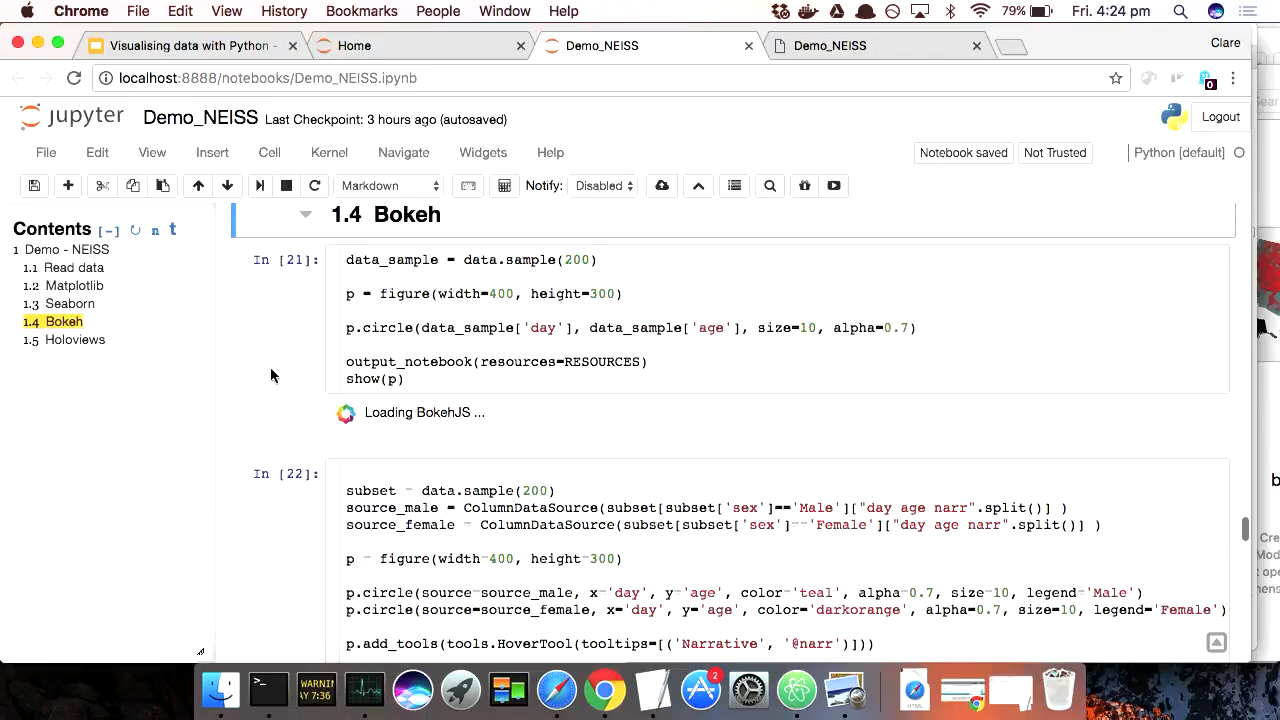 Chrome File Edit View History Bookmarks People Window Help 79% Fri. 4:24 pm
Visualising data with Python - Home Demo_NEISS Demo_NEISS Clare
localhost:8888/notebooks/Demo_NEISS.ipynb
0
jupyter Demo_NEISS Last Checkpoint: 3 hours ago (autosaved) Logout
File Edit View Insert Cell Kernel Navigate Widgets Help Notebook saved Not Trusted Python [default]
Markdown Notify: Disabled
Contents [-] n t
1 Demo - NEISS
1.1 Read data
1.2 Matplotlib
1.3 Seaborn
1.4 Bokeh
1.5 Holoviews
1.4 Bokeh
In [21]:
data_sample = data.sample(200)
p = figure(width=400, height=300)
p.circle(data_sample['day'], data_sample['age'], size=10, alpha=0.7)
output_notebook(resources=RESOURCES)
show(p)
Loading BokehJS ...
In [22]:
subset = data.sample(200)
source_male = ColumnDataSource(subset[subset['sex']=='Male']["day age narr".split()] )
source_female = ColumnDataSource(subset[subset['sex']=='Female']["day age narr".split()] )
p = figure(width=400, height=300)
p.circle(source=source_male, x='day', y='age', color='teal', alpha=0.7, size=10, legend='Male')
p.circle(source=source_female, x='day', y='age', color='darkorange', alpha=0.7, size=10, legend='Female')
p.add_tools(tools.HoverTool(tooltips=[('Narrative', '@narr')]))
WARNIN
7:36
2
HTML